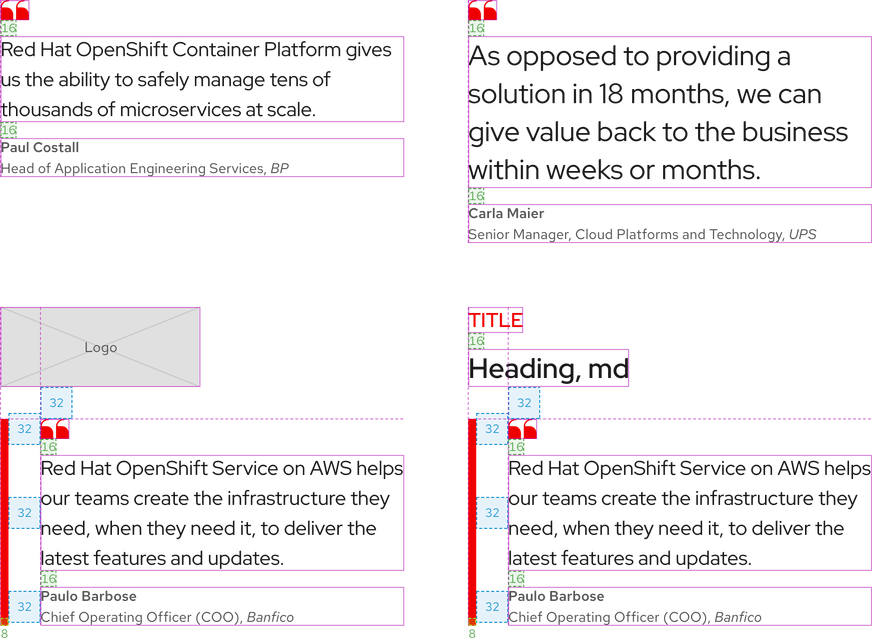 16
Red Hat OpenShift Container Platform gives
us the ability to safely manage tens of
thousands of microservices at scale.
16
Paul Costall
Head of Application Engineering Services, BP
16
As opposed to providing a
solution in 18 months, we can
give value back to the business
within weeks or months.
16
Carla Maier
Senior Manager, Cloud Platforms and Technology, UPS
Logo
32
32
16
Red Hat OpenShift Service on AWS helps
our teams create the infrastructure they
32
need, when they need it, to deliver the
latest features and updates.
16
Paulo Barbose
32
Chief Operating Officer (COO), Banfico
8
TITLE
16
Heading, md
32
32
16
Red Hat OpenShift Service on AWS helps
our teams create the infrastructure they
32
need, when they need it, to deliver the
latest features and updates.
16
Paulo Barbose
32
Chief Operating Officer (COO), Banfico
8